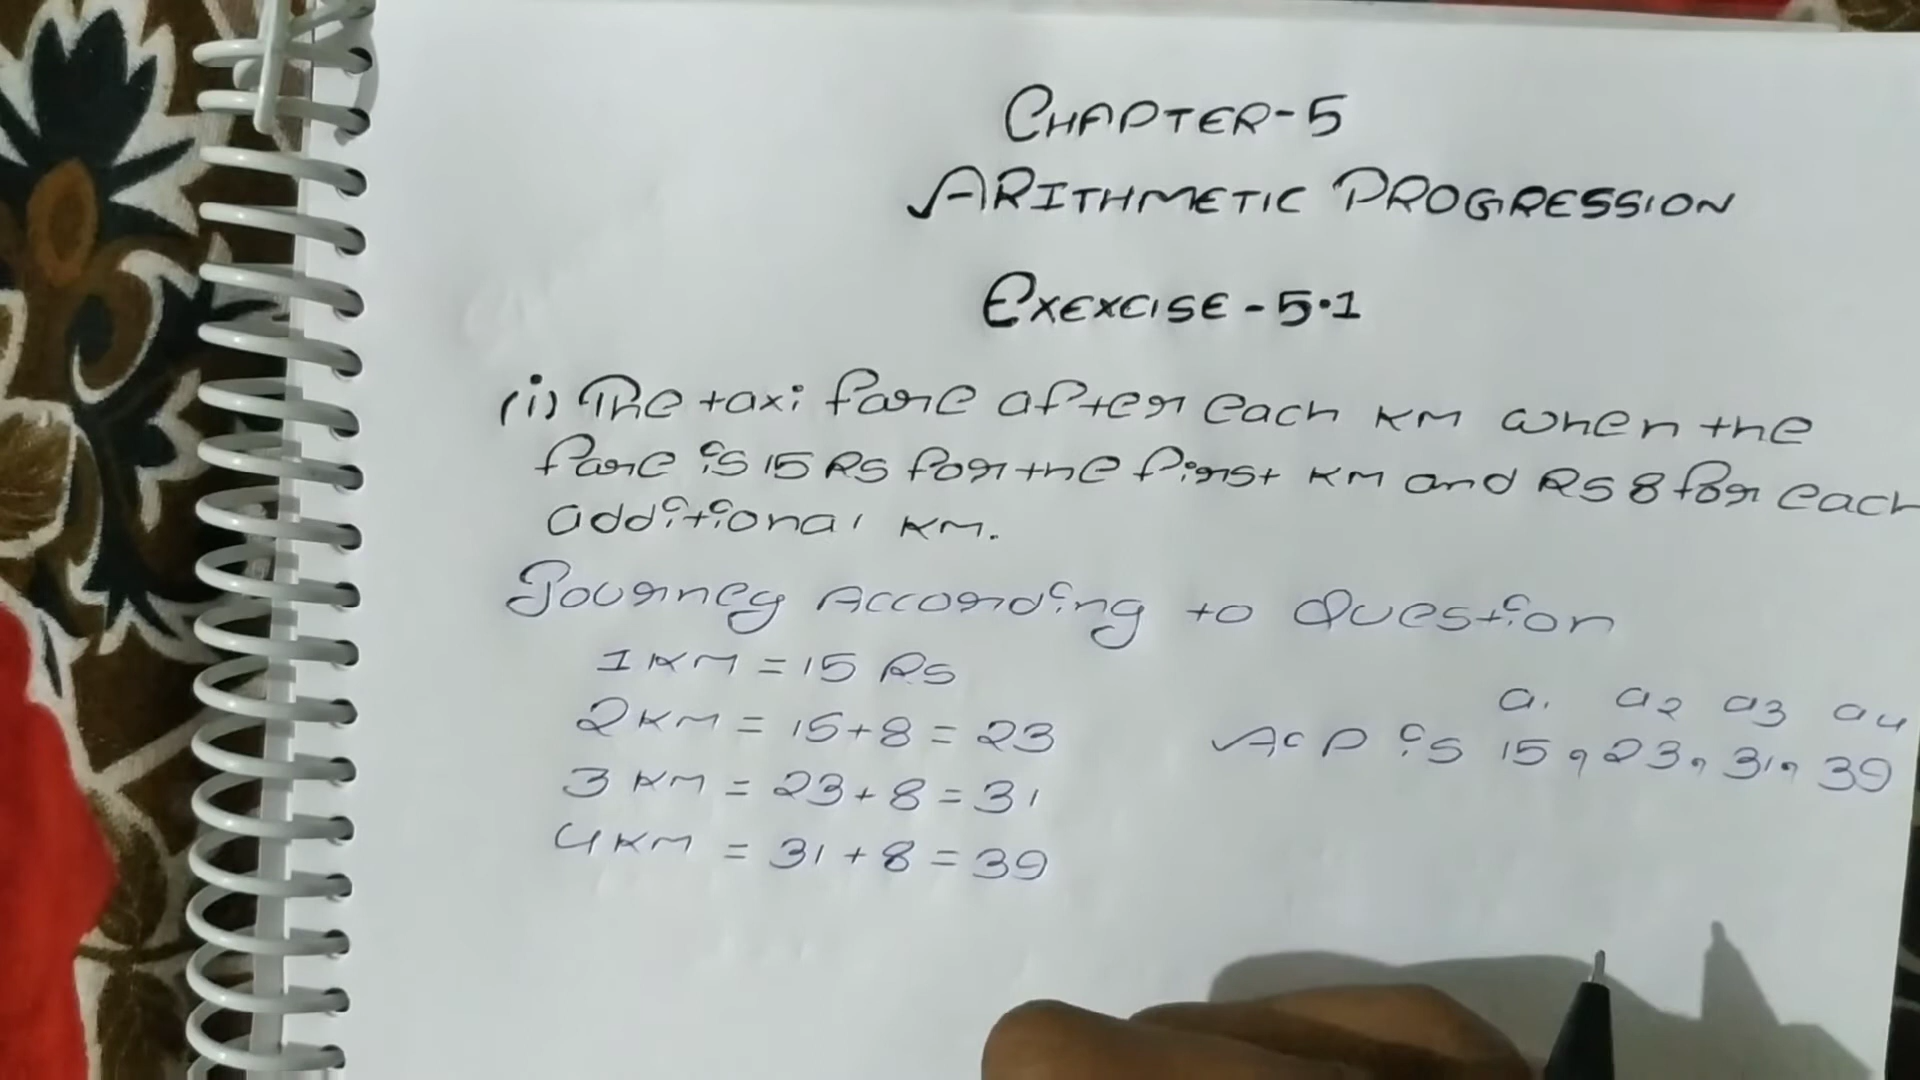 CHAPTER-5
ARITHMETIC PROGRESSION
EXEXCISE-5.1
(i) The taxi fare after each KM when the
fare is 15 RS for the first KM and RS 8 for each
additional KM.
Journey According to Question
1 KM = 15 RS
2 KM = 15+8 = 23
3 KM = 23+8 = 31
4 KM = 31+8 = 39
a1 a2 a3 a4
AcP is 15, 23, 31, 39